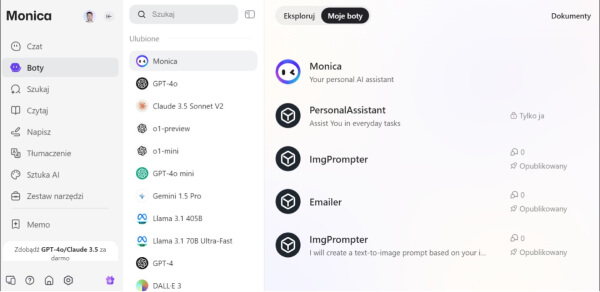 Monica
Czat
Boty
Szukaj
Czytaj
Napisz
Tłumaczenie
Sztuka AI
Zestaw narzędzi
Memo
Zdobądź GPT-4o/Claude 3.5 za
darmo
Szukaj
Ulubione
Monica
GPT-4o
Claude 3.5 Sonnet V2
o1-preview
o1-mini
GPT-4o mini
Gemini 1.5 Pro
Llama 3.1 405B
Llama 3.1 70B Ultra-Fast
GPT-4
DALL·E 3
Eksploruj
Moje boty
Dokumenty
Monica
Your personal AI assistant
PersonalAssistant
Assist You in everyday tasks
Tylko ja
ImgPrompter
0
Opublikowany
Emailer
0
Opublikowany
ImgPrompter
I will create a text-to-image prompt based on your i...
0
Opublikowany